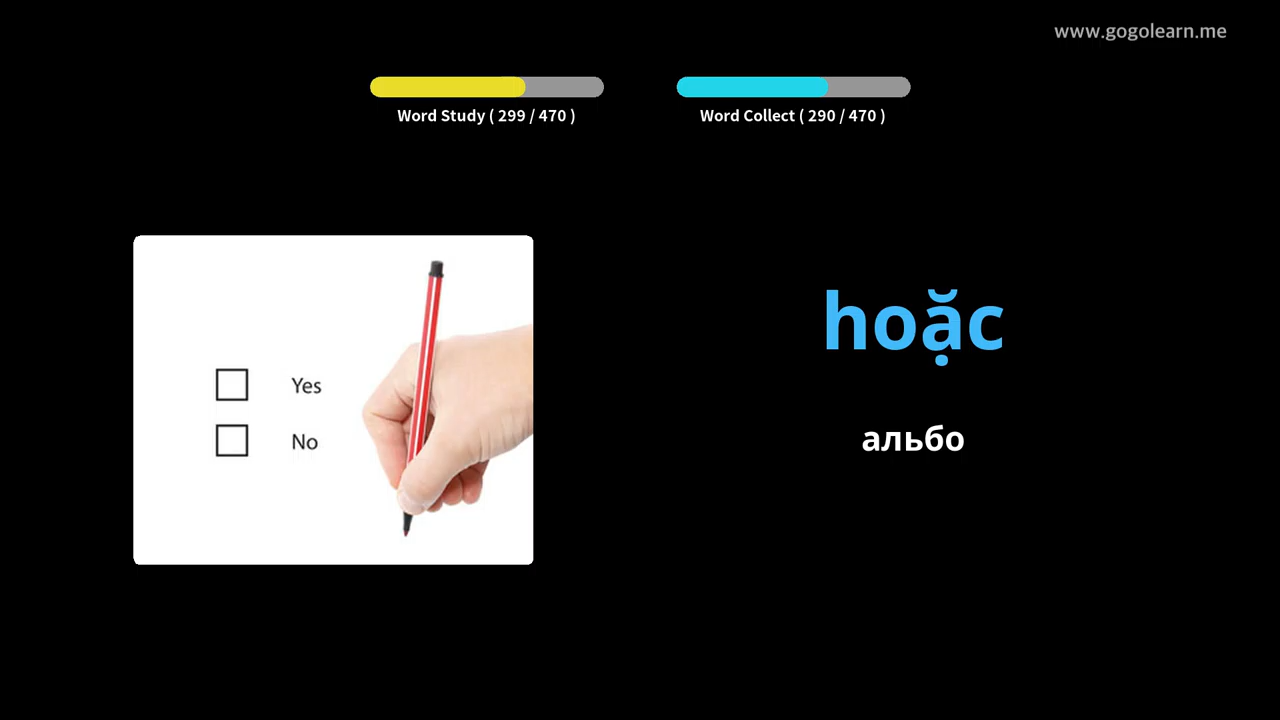 www.gogolearn.me
Word Study ( 299 / 470 )
Word Collect ( 290 / 470 )
Yes
No
hoặc
альбо